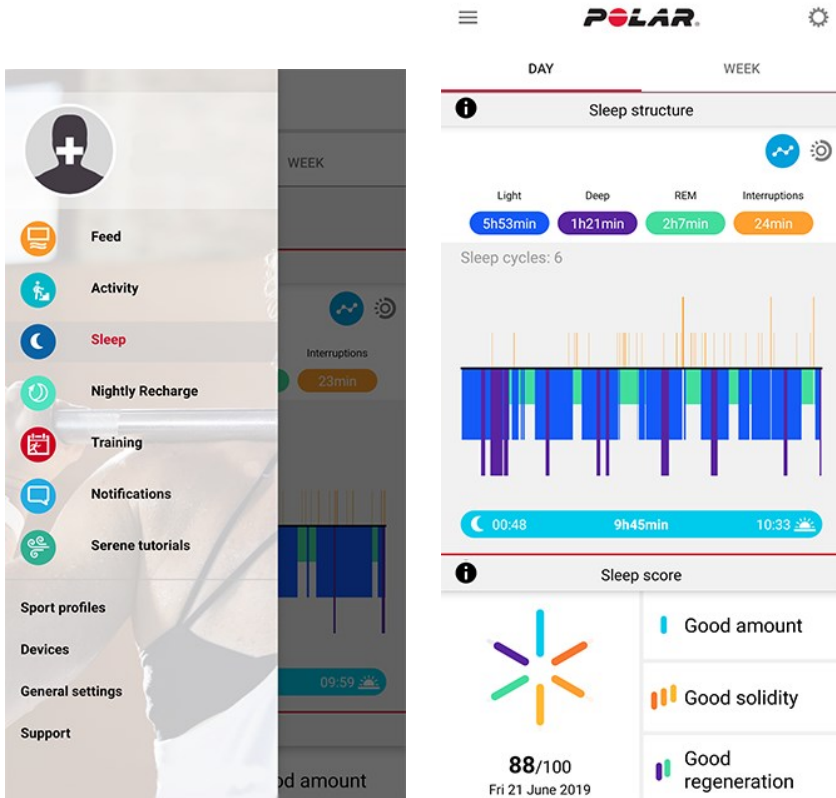 WEEK
Feed
Activity
Sleep
Interruptions
Nightly Recharge
23min
Training
Notifications
Serene tutorials
Sport profiles
Devices
General settings
09:59
Support
od amount
POLAR.
DAY WEEK
Sleep structure
Light Deep REM Interruptions
5h53min 1h21min 2h7min 24min
Sleep cycles: 6
00:48 9h45min 10:33
Sleep score
Good amount
Good solidity
Good
regeneration
88/100
Fri 21 June 2019